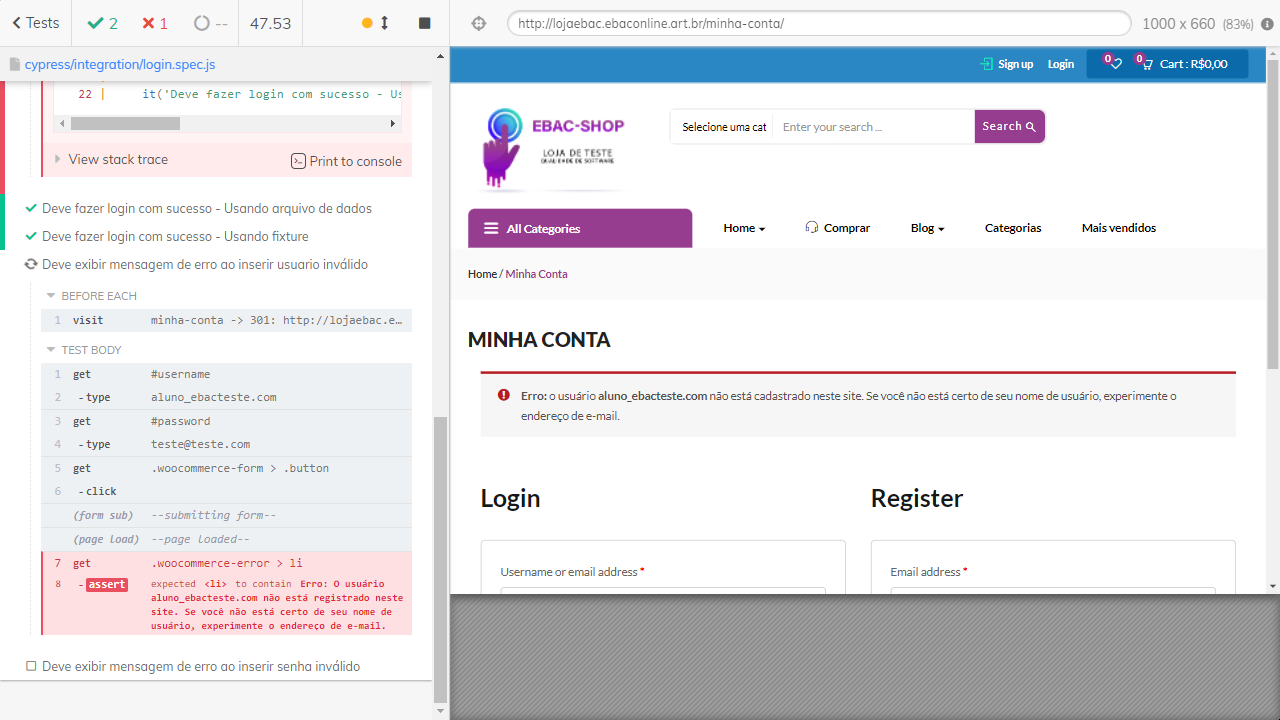 Tests
2
1
--
47.53
http://lojaebac.ebaconline.art.br/minha-conta/
1000 x 660 (83%)
cypress/integration/login.spec.js
22 | it('Deve fazer login com sucesso - Us
View stack trace
Print to console
Deve fazer login com sucesso - Usando arquivo de dados
Deve fazer login com sucesso - Usando fixture
Deve exibir mensagem de erro ao inserir usuario inválido
BEFORE EACH
1 visit minha-conta -> 301: http://lojaebac.e...
TEST BODY
1 get #username
2 -type aluno_ebacteste.com
3 get #password
4 -type teste@teste.com
5 get .woocommerce-form > .button
6 -click
(form sub) --submitting form--
(page load) --page loaded--
7 get .woocommerce-error > li
8 -assert expected <li> to contain Erro: O usuário
aluno_ebacteste.com não está registrado neste
site. Se você não está certo de seu nome de
usuário, experimente o endereço de e-mail.
Deve exibir mensagem de erro ao inserir senha inválido
Sign up
Login
0
0
Cart : R$0,00
EBAC-SHOP
LOJA DE TESTE
QUALIDADE DE SOFTWARE
Selecione uma cat
Enter your search ...
Search
All Categories
Home
Comprar
Blog
Categorias
Mais vendidos
Home / Minha Conta
MINHA CONTA
Erro: o usuário aluno_ebacteste.com não está cadastrado neste site. Se você não está certo de seu nome de usuário, experimente o
endereço de e-mail.
Login
Register
Username or email address *
Email address *